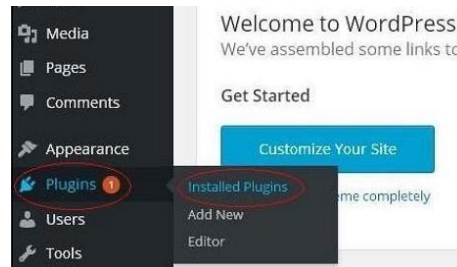 Media
Pages
Comments
Appearance
Plugins 1
Users
Tools
Installed Plugins
Add New
Editor
Welcome to WordPress
We've assembled some links to
Get Started
Customize Your Site
eme completely